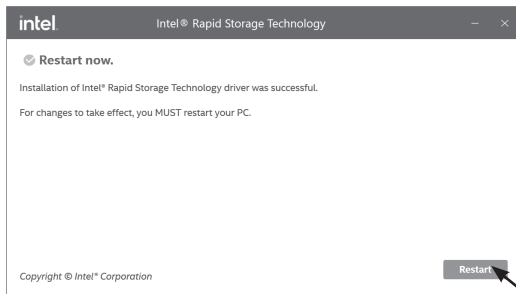 intel.
Intel® Rapid Storage Technology
Restart now.
Installation of Intel® Rapid Storage Technology driver was successful.
For changes to take effect, you MUST restart your PC.
Copyright © Intel® Corporation
Restart